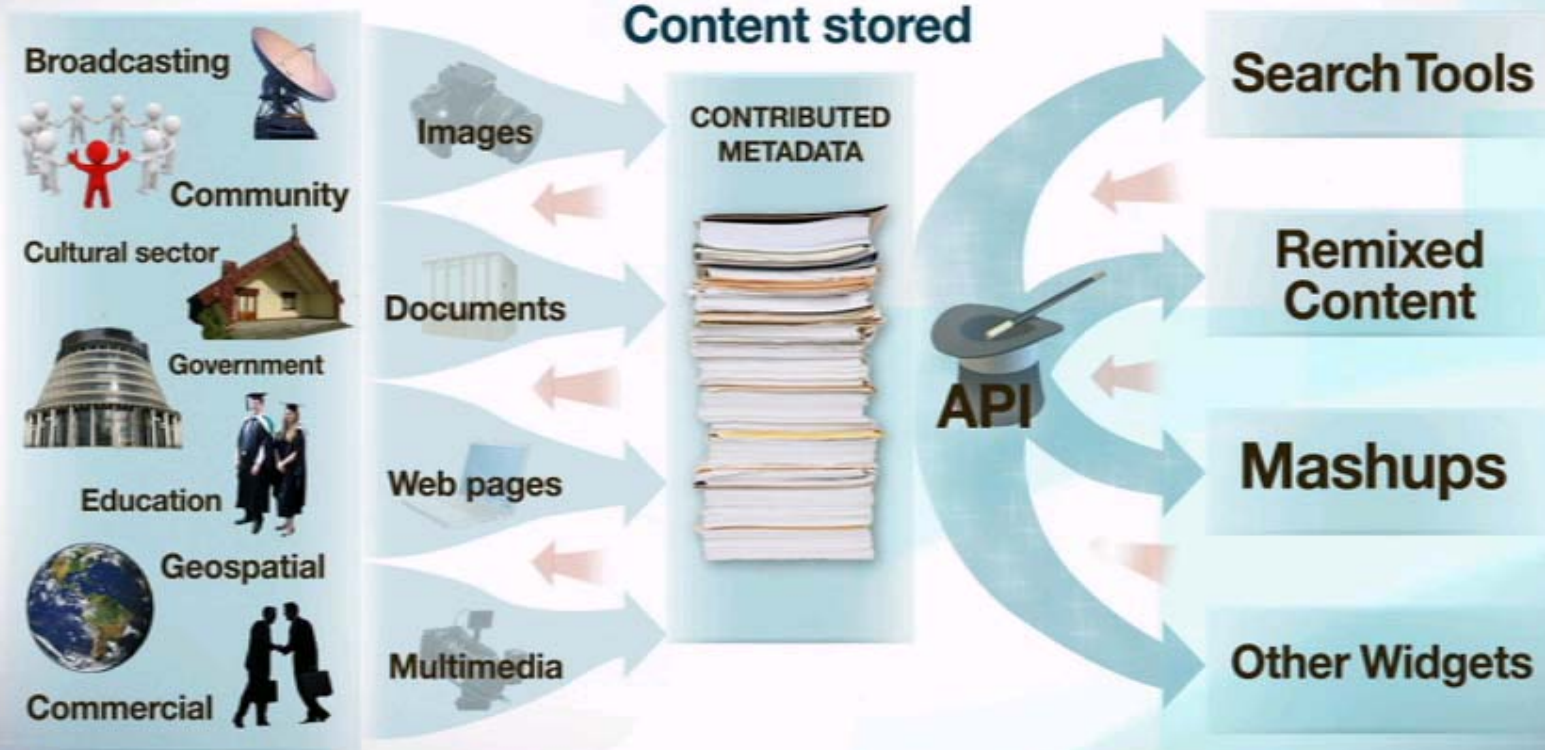 Content stored
Broadcasting
Community
Cultural sector
Government
Education
Geospatial
Commercial
Images
Documents
Web pages
Multimedia
CONTRIBUTED
METADATA
API
Search Tools
Remixed
Content
Mashups
Other Widgets